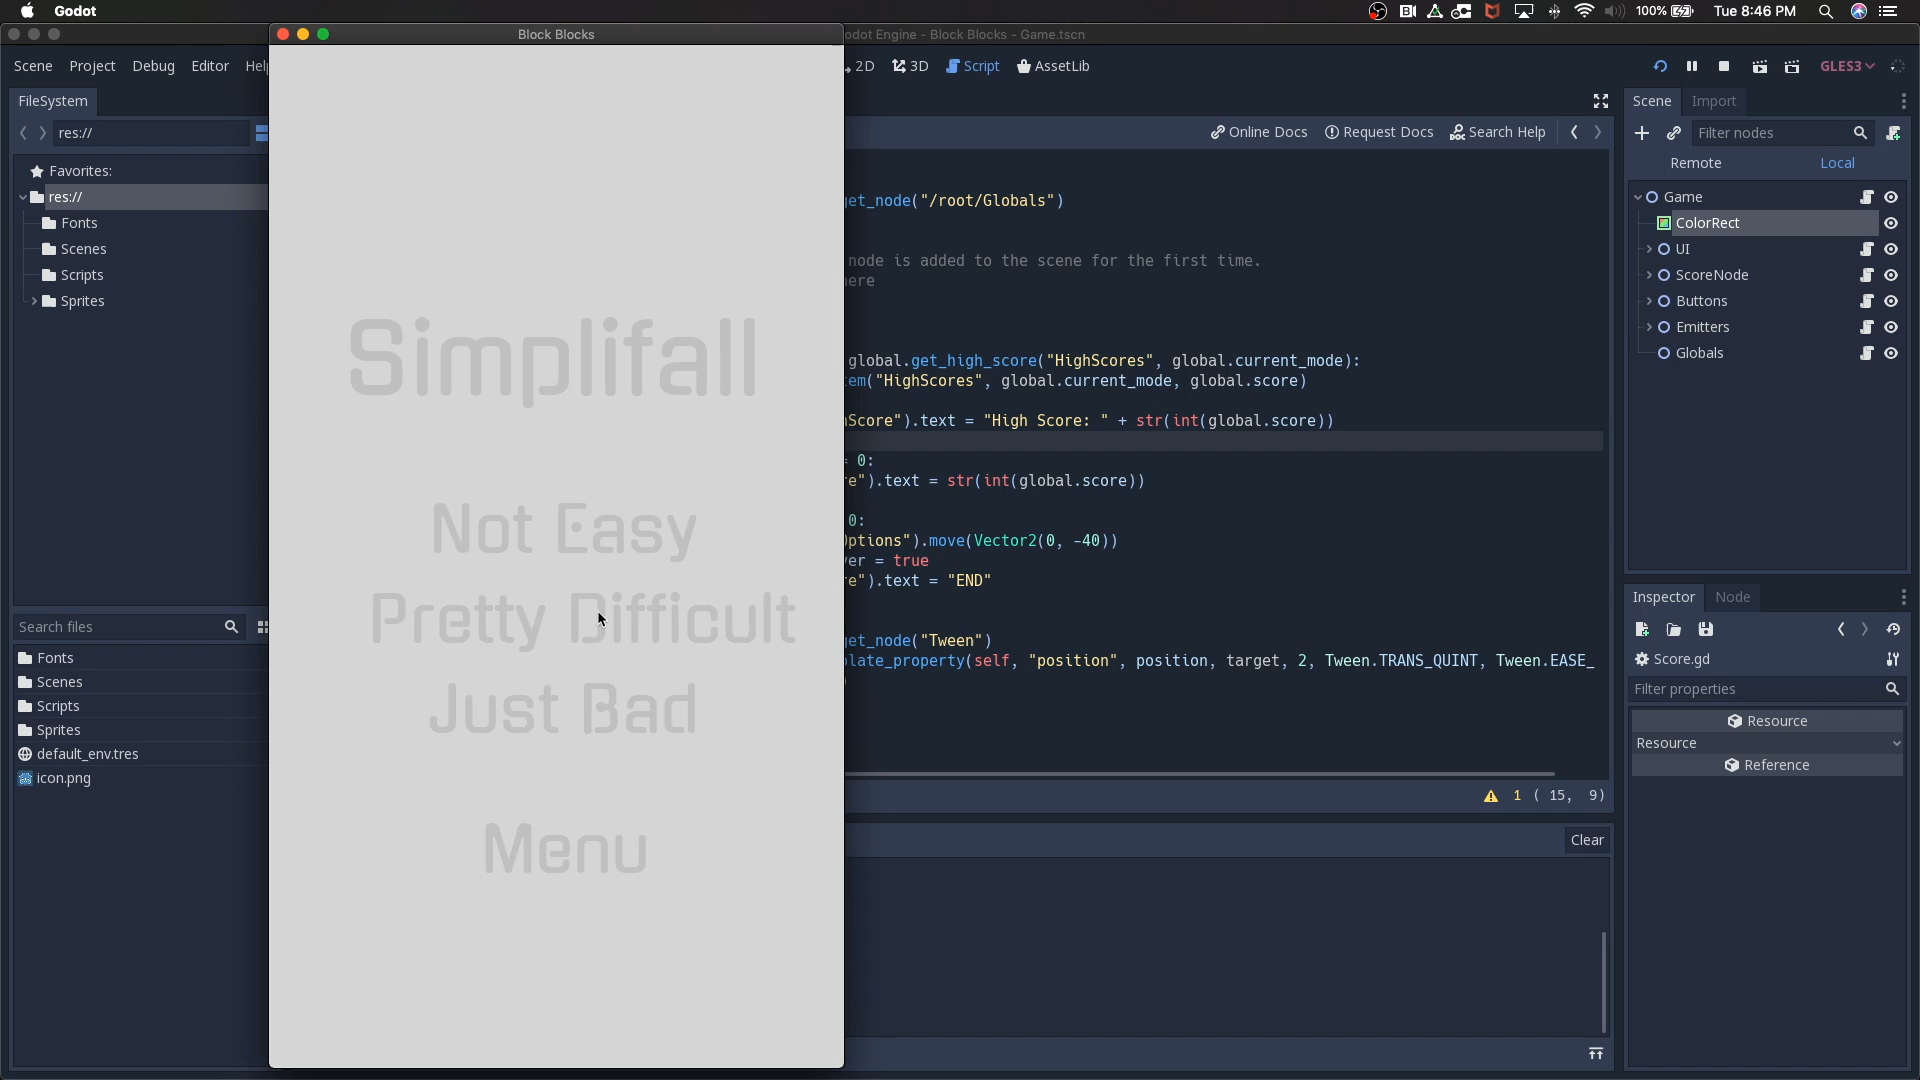 Godot
100%
Tue 8:46 PM
Block Blocks
odot Engine - Block Blocks - Game.tscn
Scene Project Debug Editor Help
2D 3D Script AssetLib
GLES3
FileSystem
Scene Import
res://
Online Docs Request Docs Search Help
Filter nodes
Remote Local
Favorites:
res://
Fonts
Scenes
Scripts
Sprites
Search files
Fonts
Scenes
Scripts
Sprites
default_env.tres
icon.png
Simplifall
Not Easy
Pretty Difficult
Just Bad
Menu
et_node("/root/Globals")
node is added to the scene for the first time.
ere
global.get_high_score("HighScores", global.current_mode):
em("HighScores", global.current_mode, global.score)
Score").text = "High Score: " + str(int(global.score))
= 0:
e").text = str(int(global.score))
0:
ptions").move(Vector2(0, -40))
er = true
e").text = "END"
et_node("Tween")
late_property(self, "position", position, target, 2, Tween.TRANS_QUINT, Tween.EASE_
1 ( 15, 9)
Clear
Game
ColorRect
UI
ScoreNode
Buttons
Emitters
Globals
Inspector Node
Score.gd
Filter properties
Resource
Resource
Reference